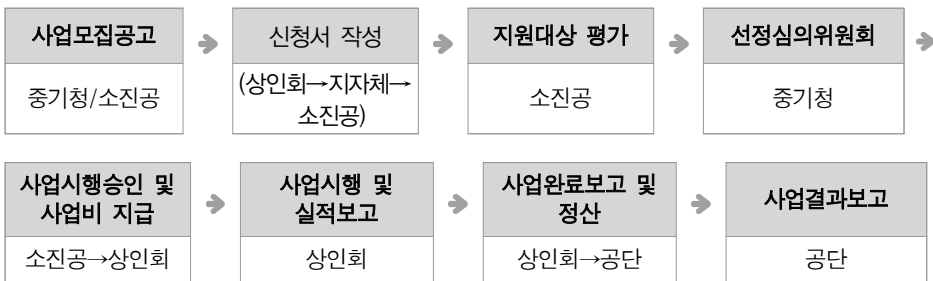 사업모집공고
중기청/소진공
신청서 작성
(상인회→지자체→
소진공)
지원대상 평가
소진공
선정심의위원회
중기청
사업시행승인 및
사업비 지급
소진공→상인회
사업시행 및
실적보고
상인회
사업완료보고 및
정산
상인회→공단
사업결과보고
공단